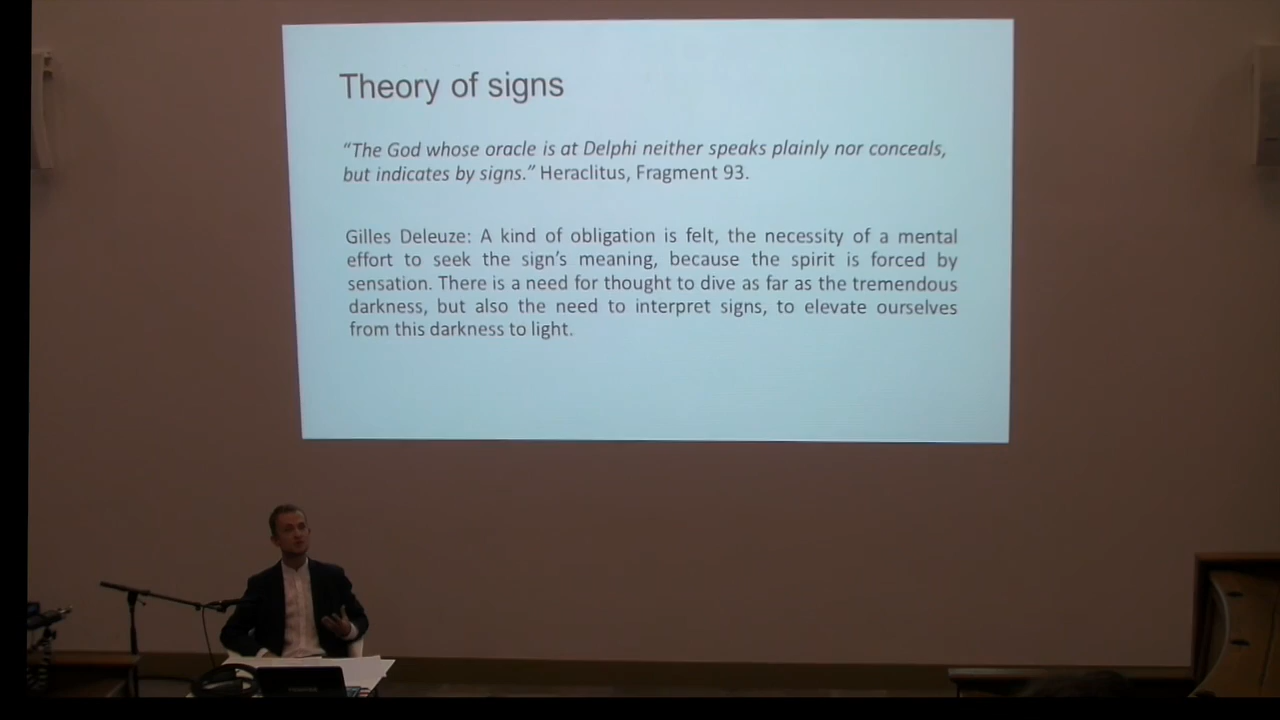 Theory of signs
“The God whose oracle is at Delphi neither speaks plainly nor conceals,
but indicates by signs.” Heraclitus, Fragment 93.
Gilles Deleuze: A kind of obligation is felt, the necessity of a mental
effort to seek the sign’s meaning, because the spirit is forced by
sensation. There is a need for thought to dive as far as the tremendous
darkness, but also the need to interpret signs, to elevate ourselves
from this darkness to light.